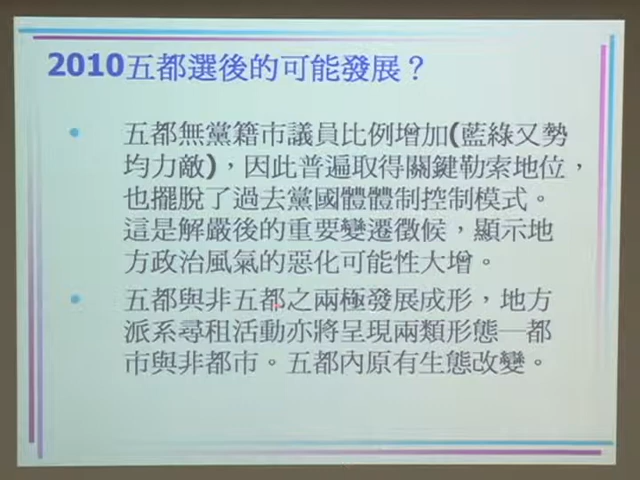 2010五都選後的可能發展？
五都無黨籍市議員比例增加(藍綠又勢
均力敵)，因此普遍取得關鍵勒索地位，
也擺脫了過去黨國體體制控制模式。
這是解嚴後的重要變遷徵候，顯示地
方政治風氣的惡化可能性大增。
五都與非五都之兩極發展成形，地方
派系尋租活動亦將呈現兩類形態—都
市與非都市。五都內原有生態改變。